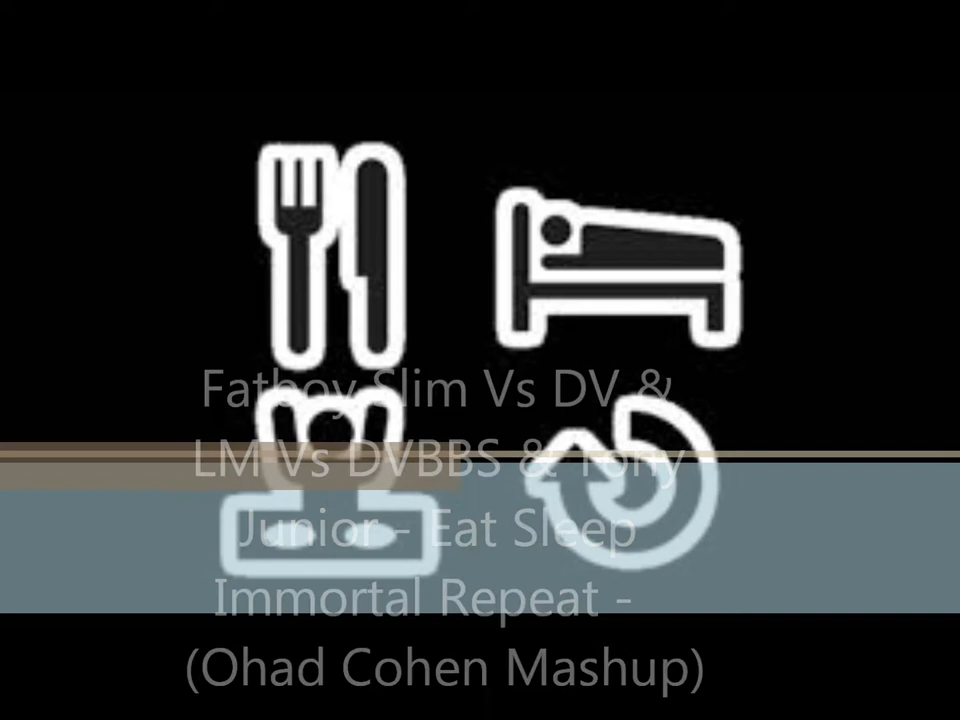 Fatboy Slim Vs DV &
LM Vs DVBBS & Tony
Junior - Eat Sleep
Immortal Repeat -
(Ohad Cohen Mashup)